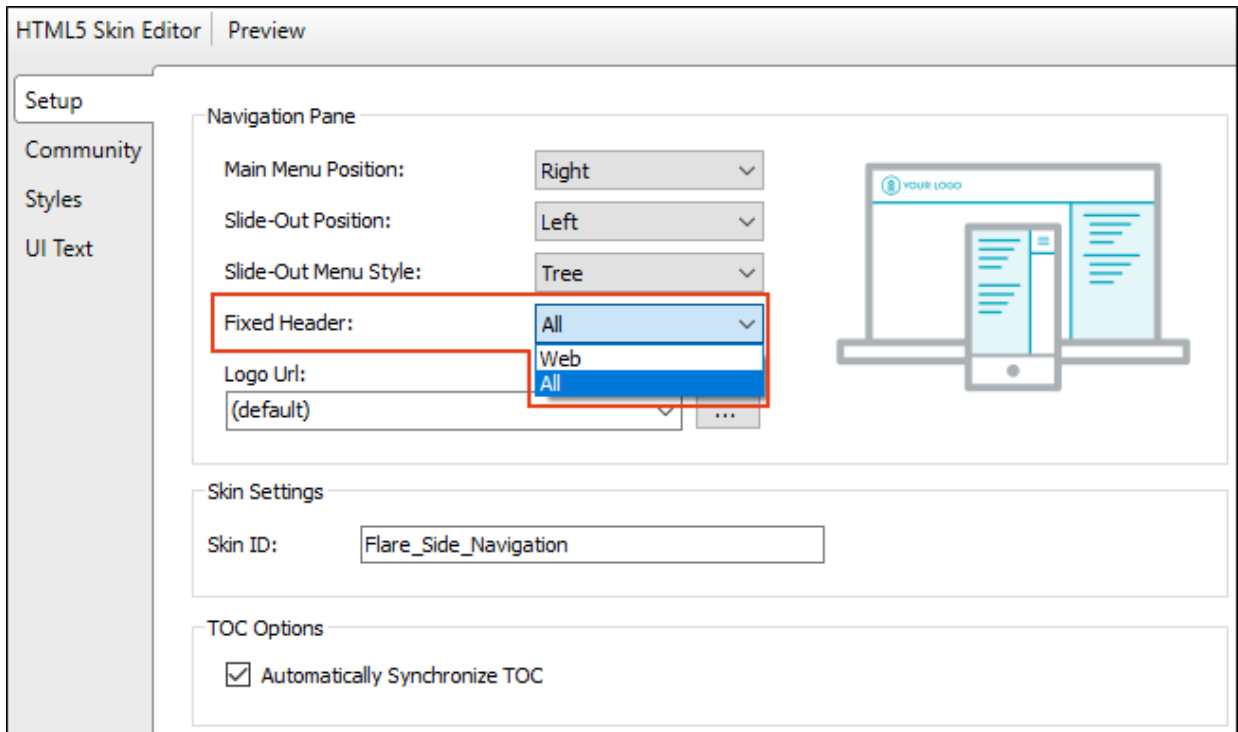 HTML5 Skin Editor Preview
Setup
Community
Styles
UI Text
Navigation Pane
Main Menu Position: Right
Slide-Out Position: Left
Slide-Out Menu Style: Tree
Fixed Header: All
Web
All
Logo Url:
(default) ...
YOUR LOGO
Skin Settings
Skin ID: Flare_Side_Navigation
TOC Options
Automatically Synchronize TOC